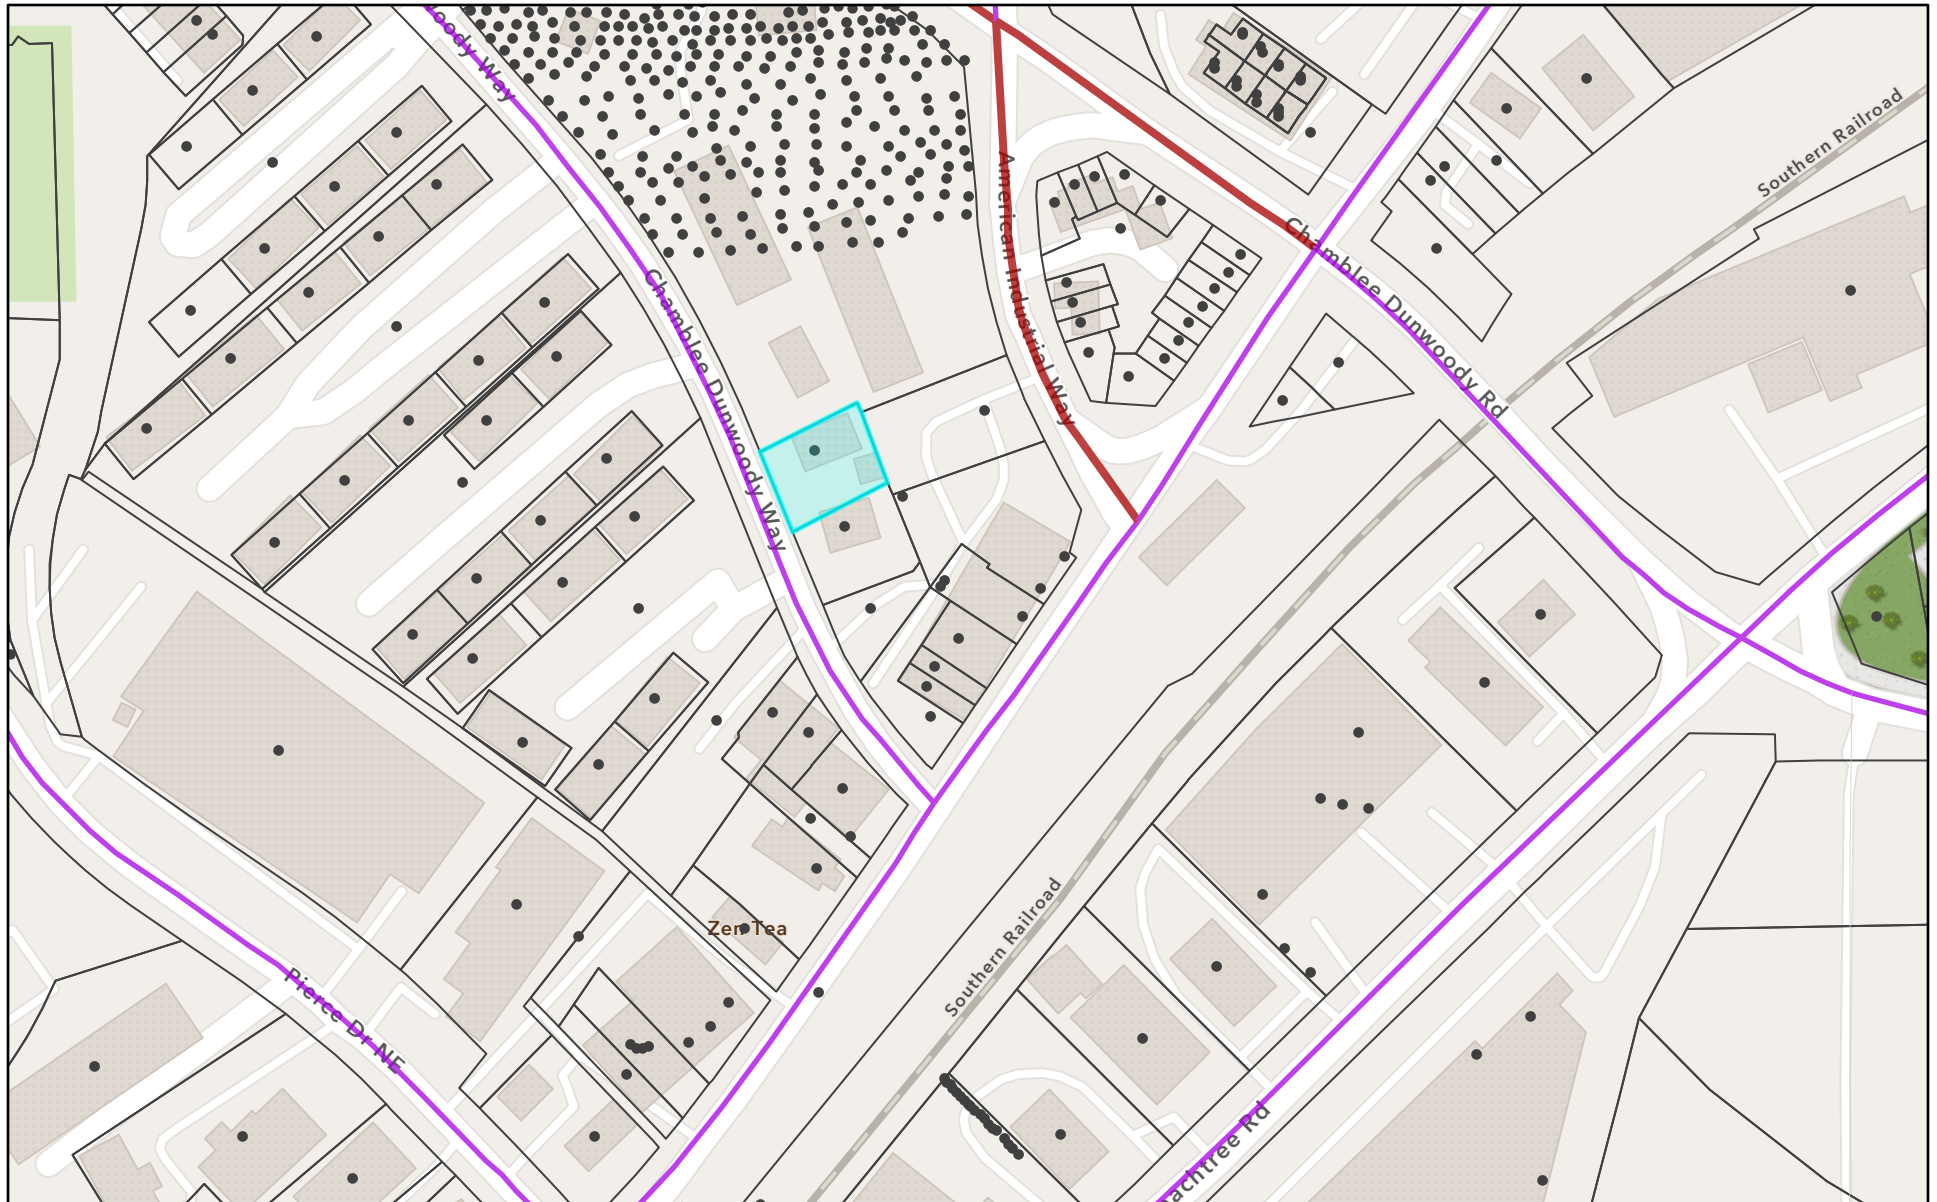 oody Way
Southern Railroad
American Industrial Way
Chamblee Dunwoody Rd
Chamblee Dunwoody Way
Zen Tea
Southern Railroad
Pierce Dr NE
achtree Rd